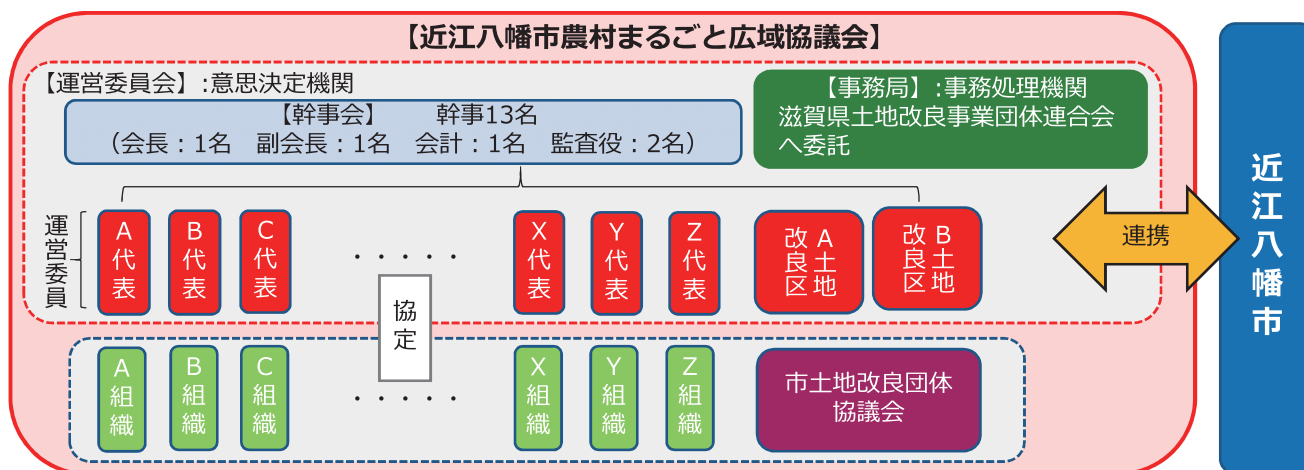 【近江八幡市農村まるごと広域協議会】
【運営委員会】:意思決定機関
【幹事会】　幹事13名
（会長：1名　副会長：1名　会計：1名　監査役：2名）
【事務局】:事務処理機関
滋賀県土地改良事業団体連合会
へ委託
運営委員
A代表
B代表
C代表
・・・・・
X代表
Y代表
Z代表
A土地
改良区
B土地
改良区
連携
近江八幡市
協定
A組織
B組織
C組織
・・・・・
X組織
Y組織
Z組織
市土地改良団体
協議会